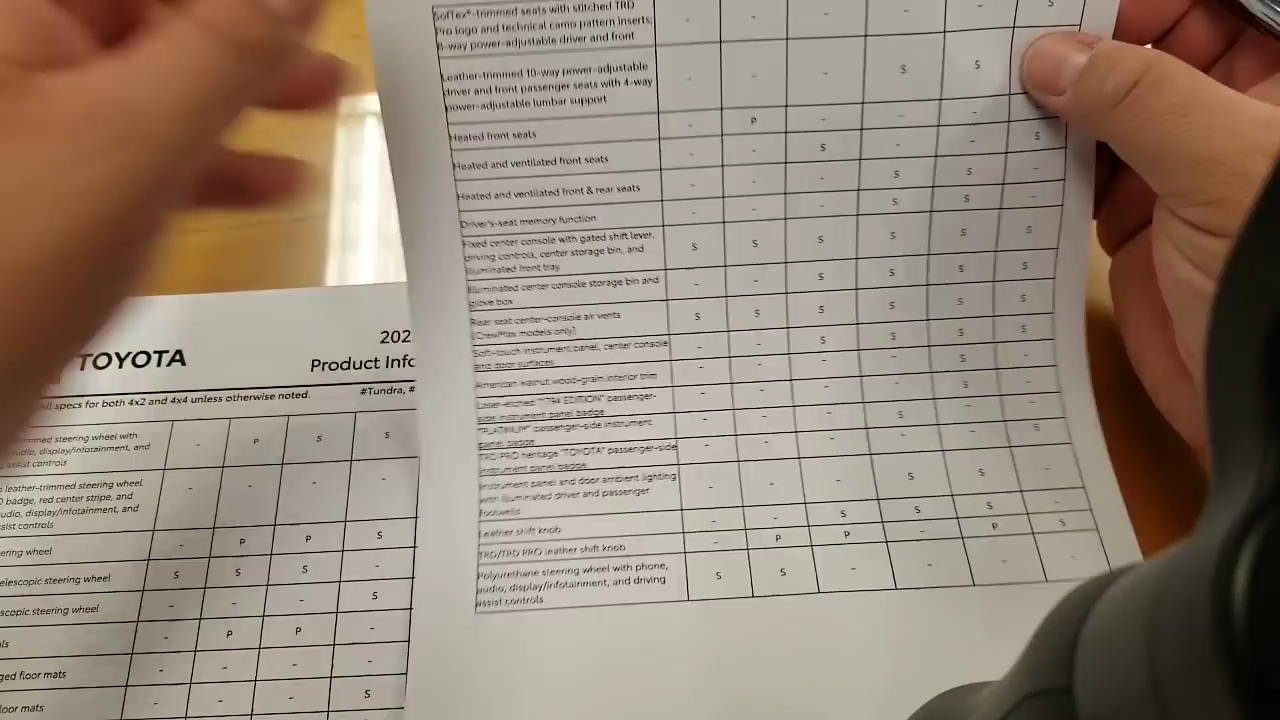 SofTex®-trimmed seats with stitched TRD - - - - - S
Pro logo and technical camo pattern inserts;
8-way power-adjustable driver and front
Leather-trimmed 10-way power-adjustable
driver and front passenger seats with 4-way - - - S S
power-adjustable lumbar support
Heated front seats - P - - -
Heated and ventilated front seats - - S - - S
Heated and ventilated front & rear seats - - - S S -
Driver's-seat memory function - - - S S -
Fixed center console with gated shift lever,
driving controls, center storage bin, and S S S S S S
illuminated front tray
Illuminated center console storage bin and - - S S S S
glove box
Rear seat center-console air vents S S S S S S
(CrewMax models only)
Soft-touch instrument panel, center console - - S S S S
and door surfaces
American walnut wood-grain interior trim - - - - S -
Laser-etched "1794 EDITION" passenger- - - - - S -
side instrument panel badge
"PLATINUM" passenger-side instrument - - - S - -
panel badge
TRD PRO heritage "TOYOTA" passenger-side - - - - - S
instrument panel badge
Instrument panel and door ambient lighting
with illuminated driver and passenger - - - S S -
footwells
Leather shift knob - - S S S -
TRD/TRD PRO leather shift knob - P P - P S
Polyurethane steering wheel with phone,
audio, display/infotainment, and driving S S - - - -
assist controls
TOYOTA
202
Product Info
all specs for both 4x2 and 4x4 unless otherwise noted. #Tundra, #
steering wheel with - P S S
display/infotainment, and
assist controls
leather-trimmed steering wheel - - - -
badge, red center stripe, and
display/infotainment, and
controls
wheel - P P S
steering wheel S S S -
steering wheel - - - S
- P P -
floor mats - - - -
mats - - - S